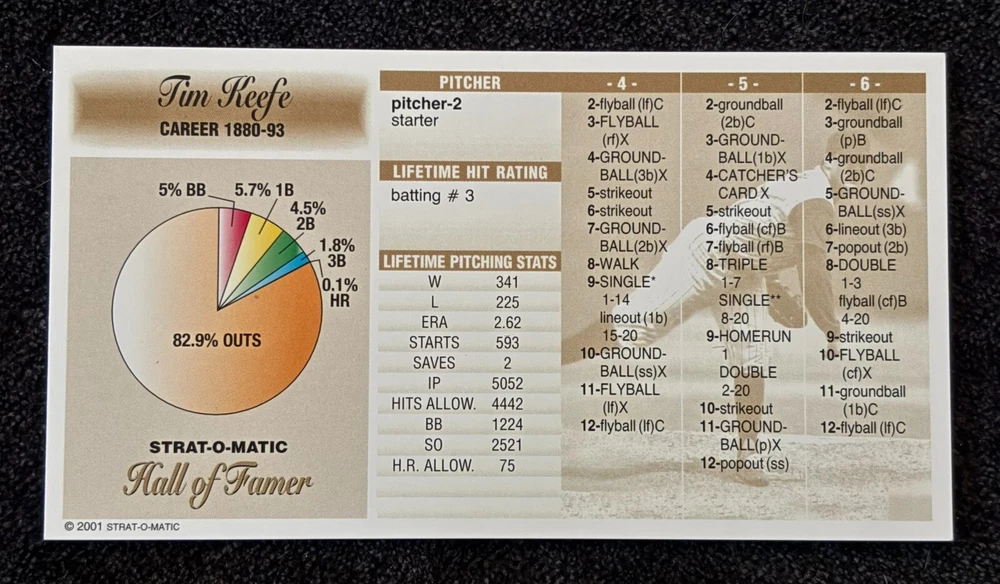 Tim Keefe
CAREER 1880-93
5% BB
5.7% 1B
4.5%
2B
1.8%
3B
0.1%
HR
82.9% OUTS
STRAT-O-MATIC
Hall of Famer
© 2001 STRAT-O-MATIC
PITCHER
pitcher-2
starter
LIFETIME HIT RATING
batting # 3
LIFETIME PITCHING STATS
W 341
L 225
ERA 2.62
STARTS 593
SAVES 2
IP 5052
HITS ALLOW. 4442
BB 1224
SO 2521
H.R. ALLOW. 75
- 4 -
2-flyball (lf)C
3-FLYBALL
(rf)X
4-GROUND-
BALL(3b)X
5-strikeout
6-strikeout
7-GROUND-
BALL(2b)X
8-WALK
9-SINGLE*
1-14
lineout (1b)
15-20
10-GROUND-
BALL(ss)X
11-FLYBALL
(lf)X
12-flyball (lf)C
- 5 -
2-groundball
(2b)C
3-GROUND-
BALL(1b)X
4-CATCHER'S
CARD X
5-strikeout
6-flyball (cf)B
7-flyball (rf)B
8-TRIPLE
1-7
SINGLE**
8-20
9-HOMERUN
1
DOUBLE
2-20
10-strikeout
11-GROUND-
BALL(p)X
12-popout (ss)
- 6 -
2-flyball (lf)C
3-groundball
(p)B
4-groundball
(2b)C
5-GROUND-
BALL(ss)X
6-lineout (3b)
7-popout (2b)
8-DOUBLE
1-3
flyball (cf)B
4-20
9-strikeout
10-FLYBALL
(cf)X
11-groundball
(1b)C
12-flyball (lf)C